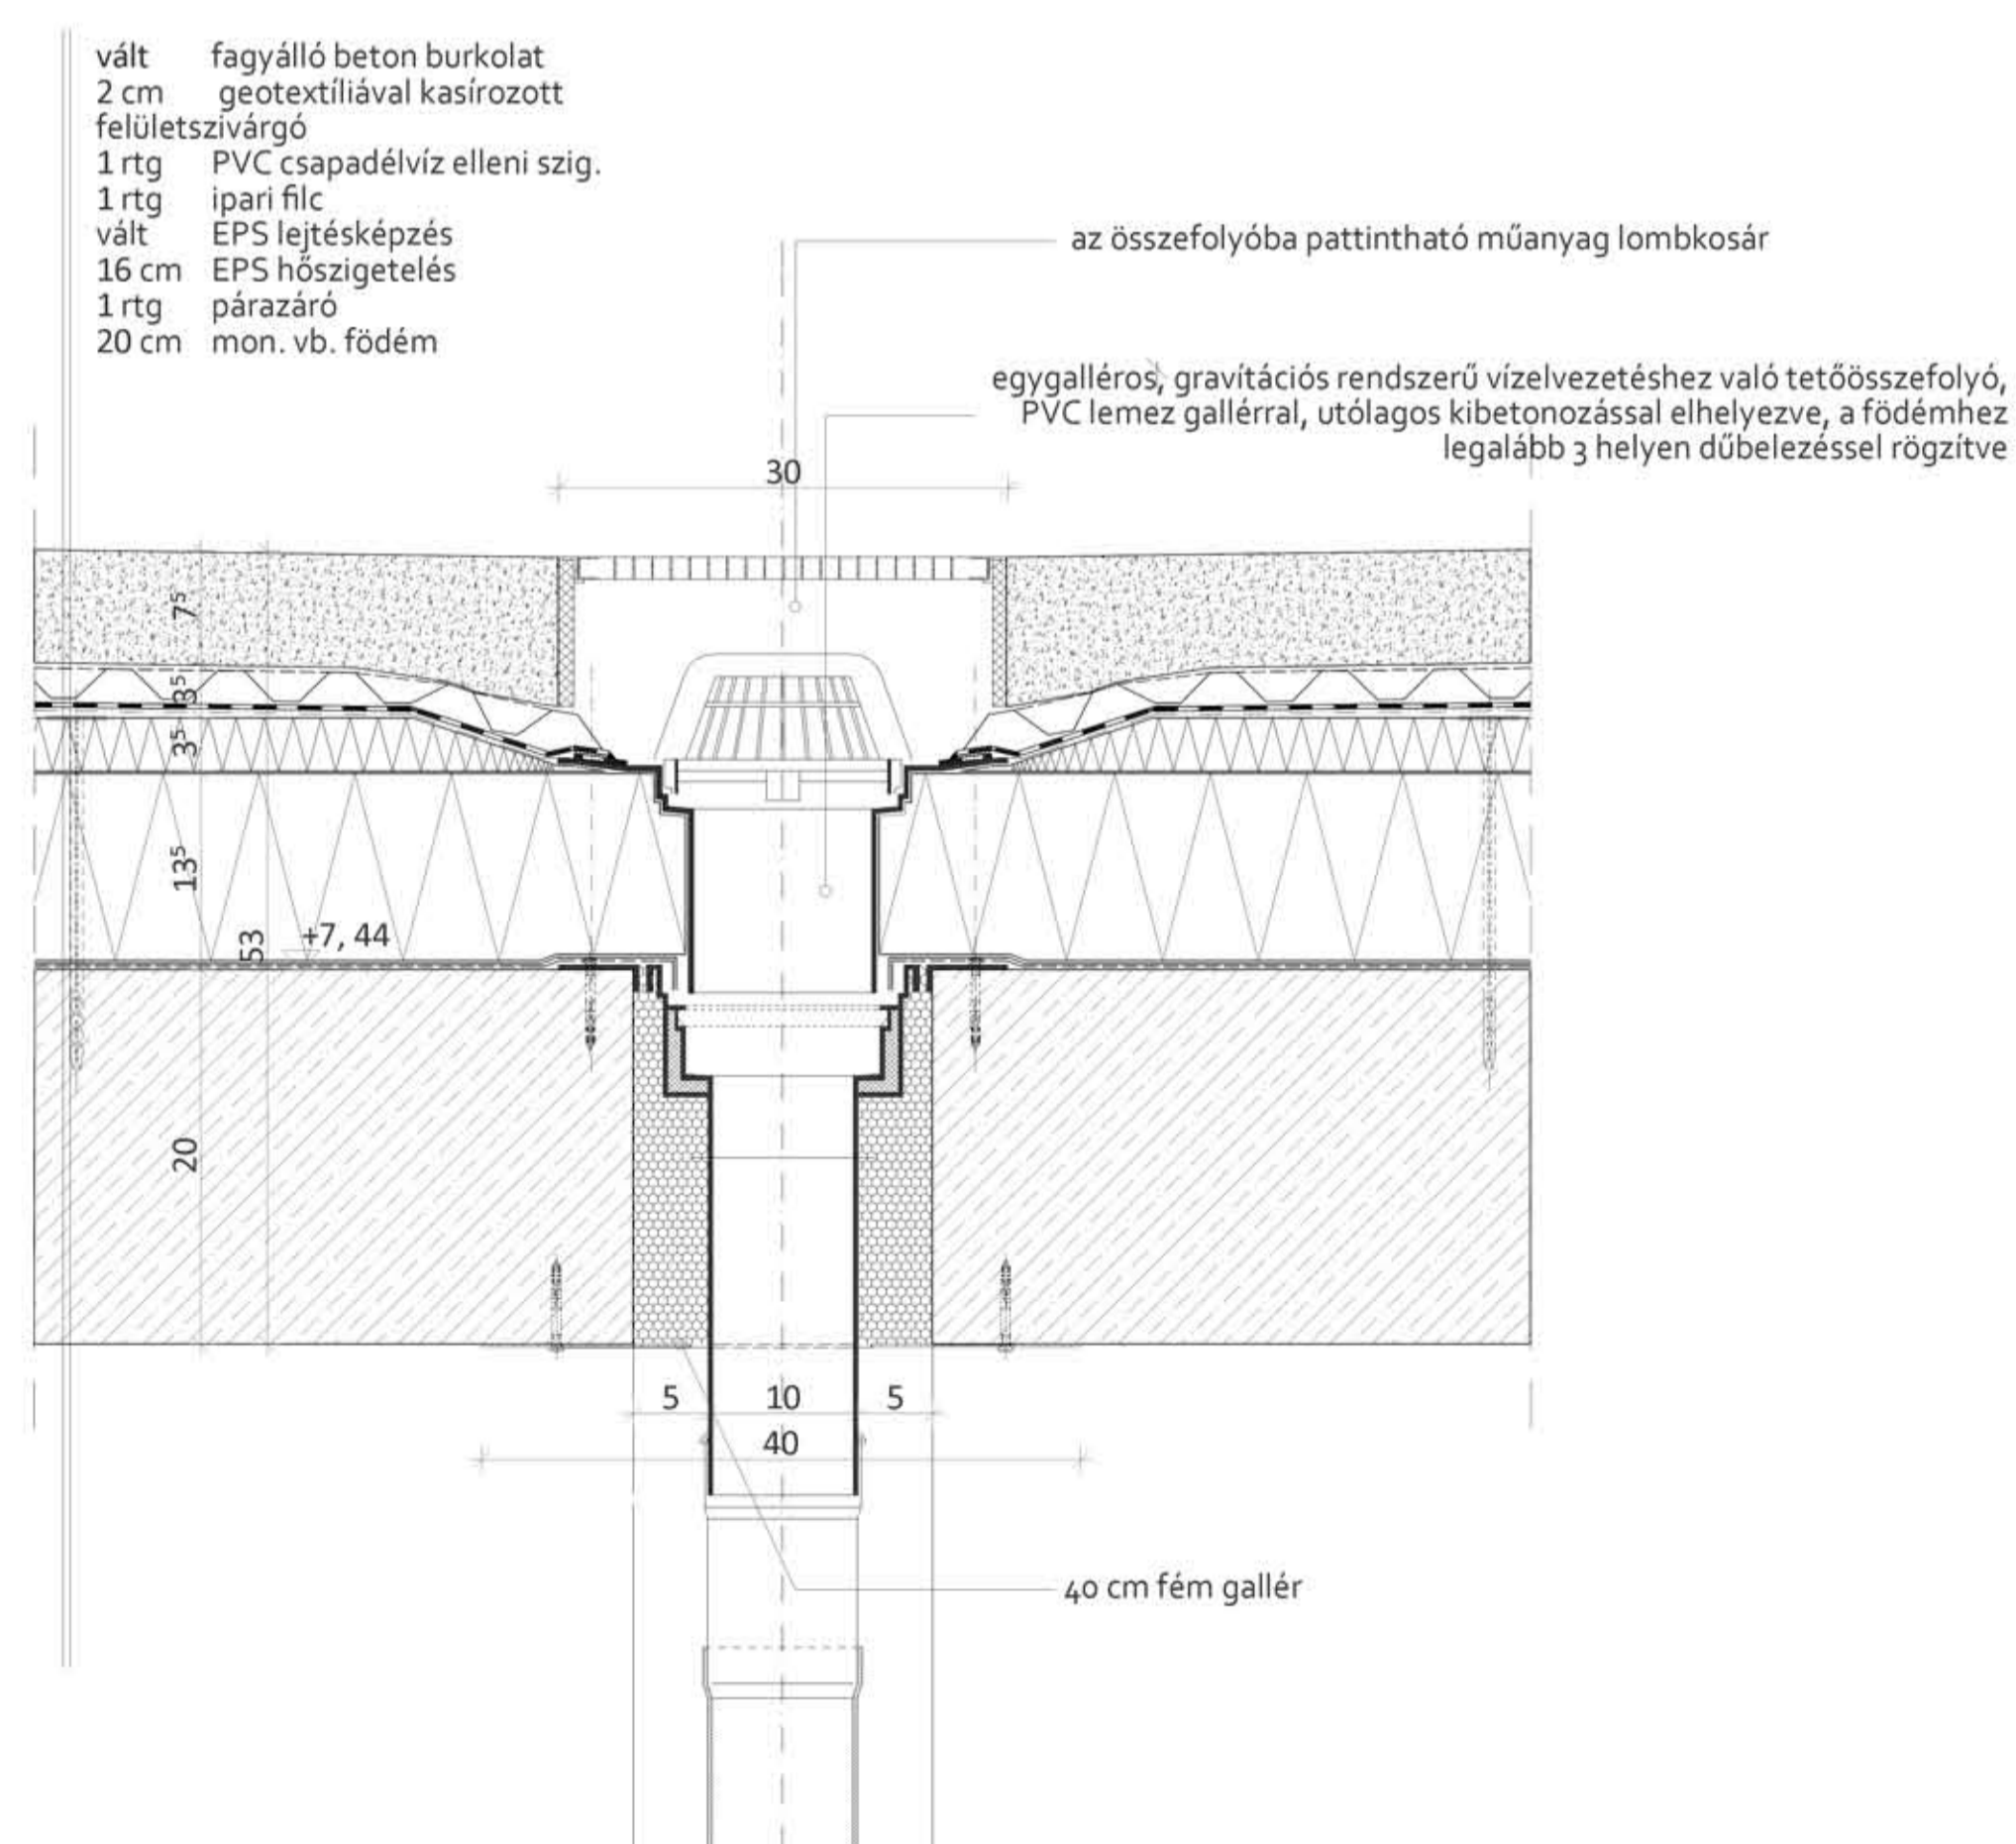 vált fagyálló beton burkolat
2 cm geotextíliával kasírozott
felületszivárgó
1 rtg PVC csapadélvíz elleni szig.
1 rtg ipari filc
vált EPS lejtésképzés
16 cm EPS hőszigetelés
1 rtg párazáró
20 cm mon. vb. födém
az összefolyóba pattintható műanyag lombkosár
egygalléros, gravitációs rendszerű vízelvezetéshez való tetőösszefolyó,
PVC lemez gallérral, utólagos kibetonozással elhelyezve, a födémhez
legalább 3 helyen dűbelezéssel rögzítve
30
7⁵
3⁵
3⁵
13⁵
53
+7, 44
20
5 10 5
40
40 cm fém gallér